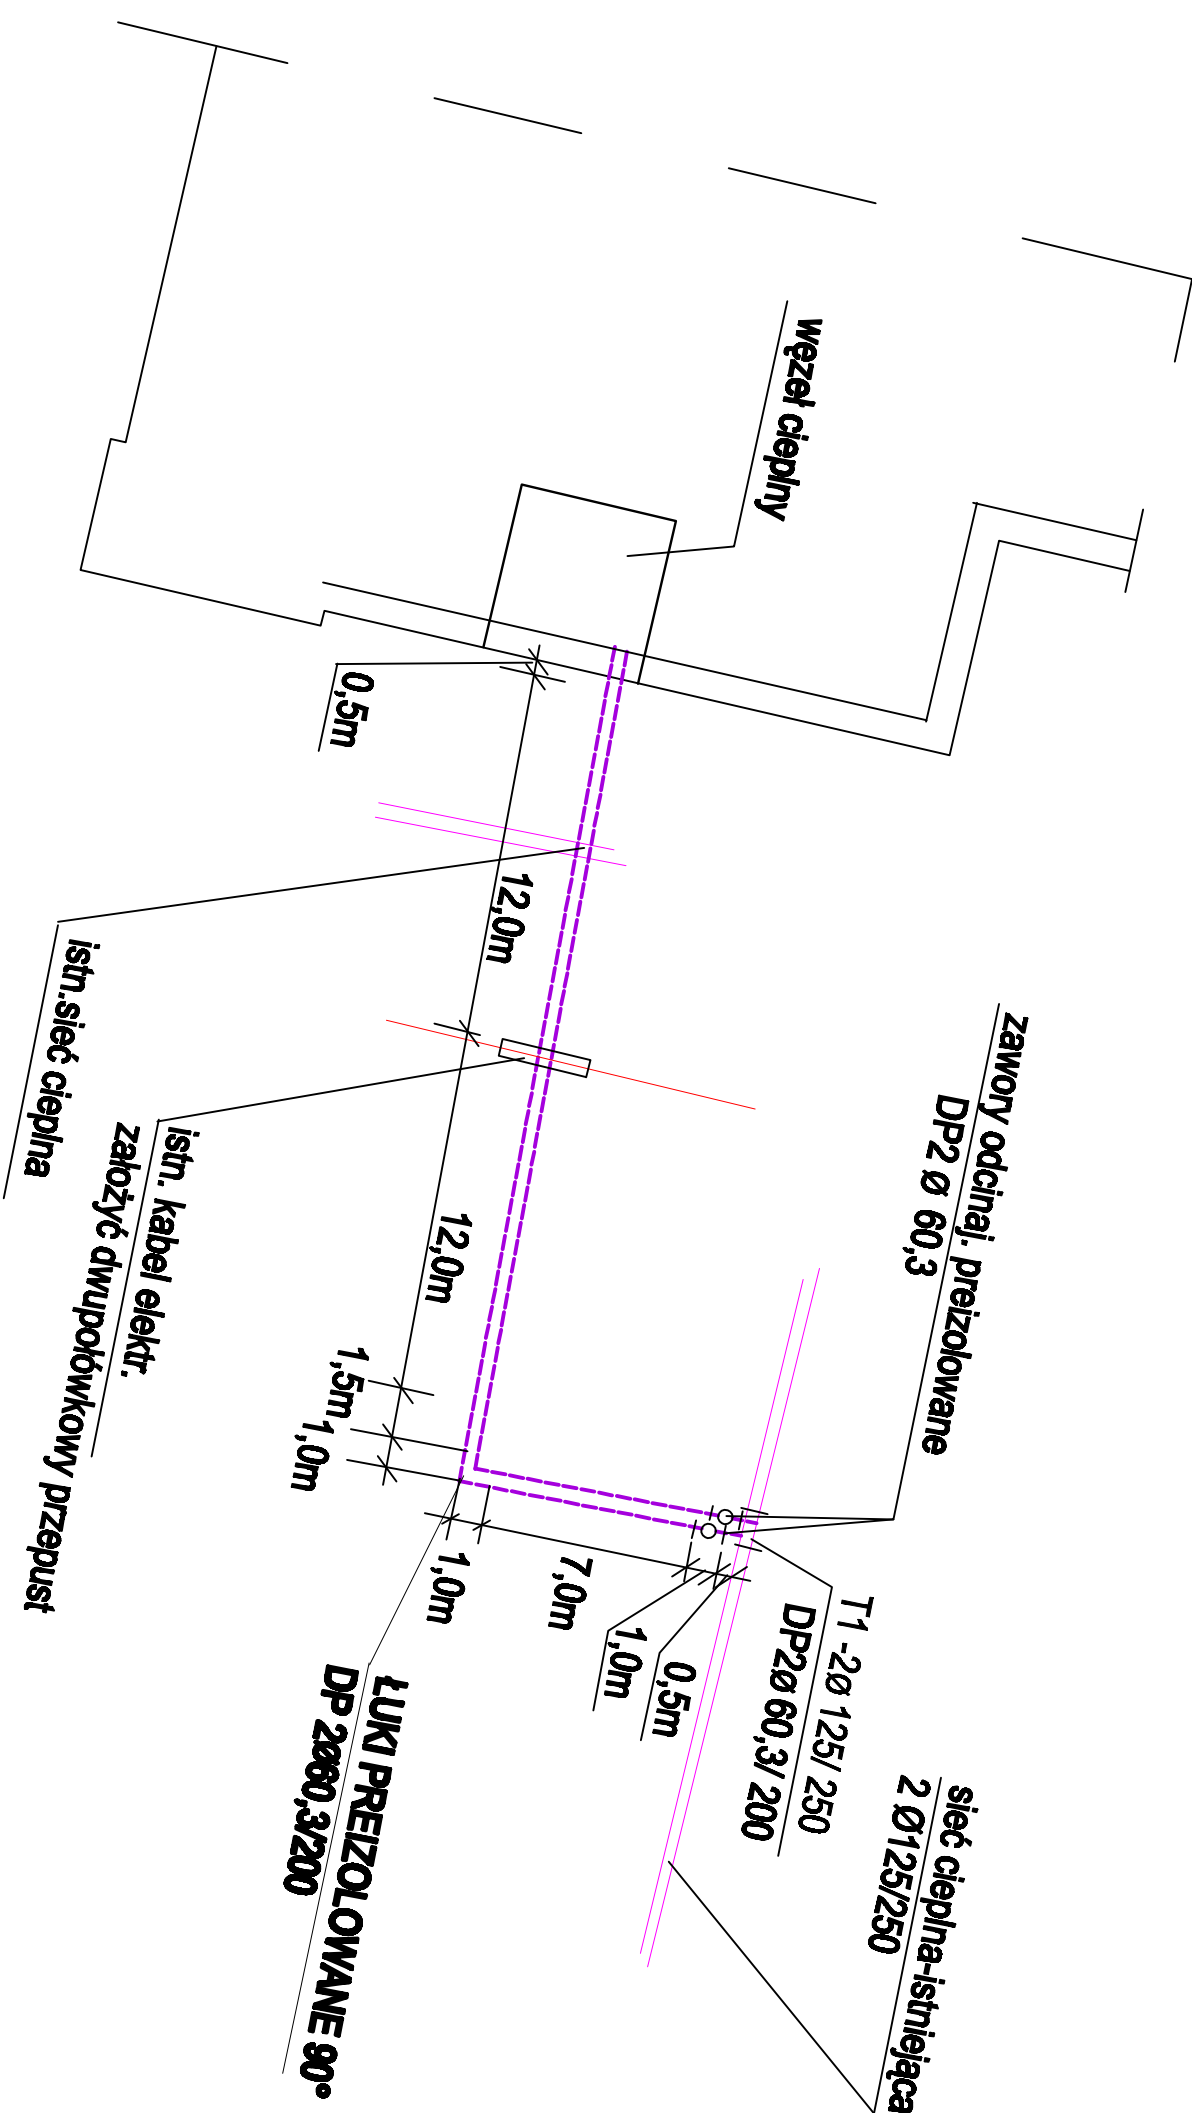 węzeł cieplny
0,5m
12,0m
istn.sieć cieplna
istn. kabel elektr.
założyć dwupołówkowy przepust
12,0m
1,5m
1,0m
zawory odcinaj. preizolowane
DP2 ø 60,3
1,0m
7,0m
1,0m
0,5m
T1 -2ø 125/ 250
DP2ø 60,3/ 200
ŁUKI PREIZOLOWANE 90°
DP 2ø60,3/200
sieć cieplna-istniejąca
2 Ø125/250